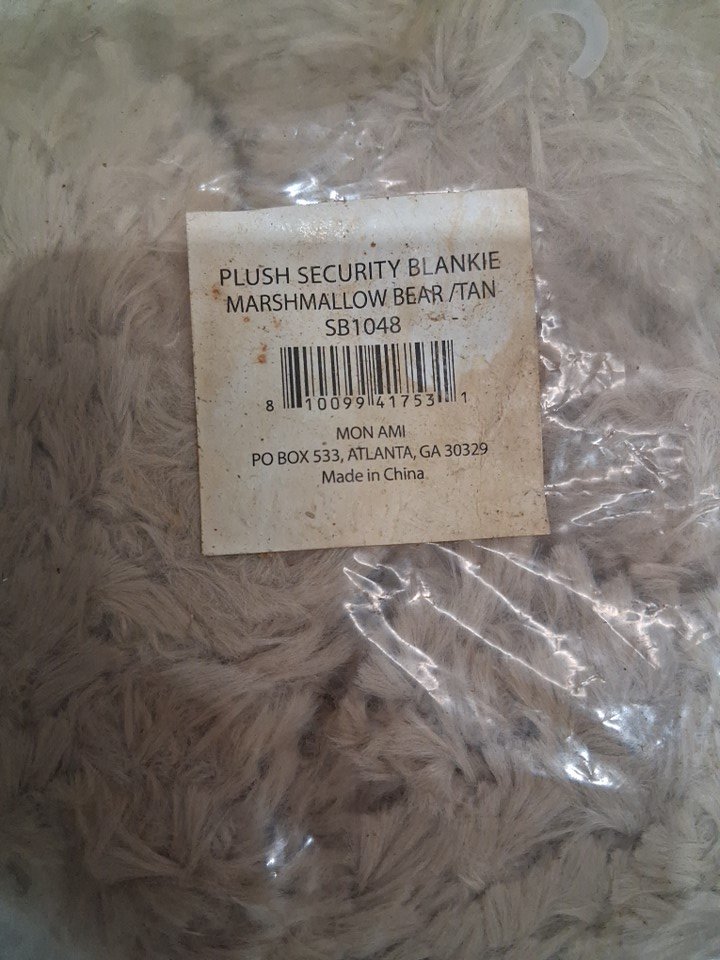 PLUSH SECURITY BLANKIE
MARSHMALLOW BEAR /TAN
SB1048
8 10099 41753 1
MON AMI
PO BOX 533, ATLANTA, GA 30329
Made in China